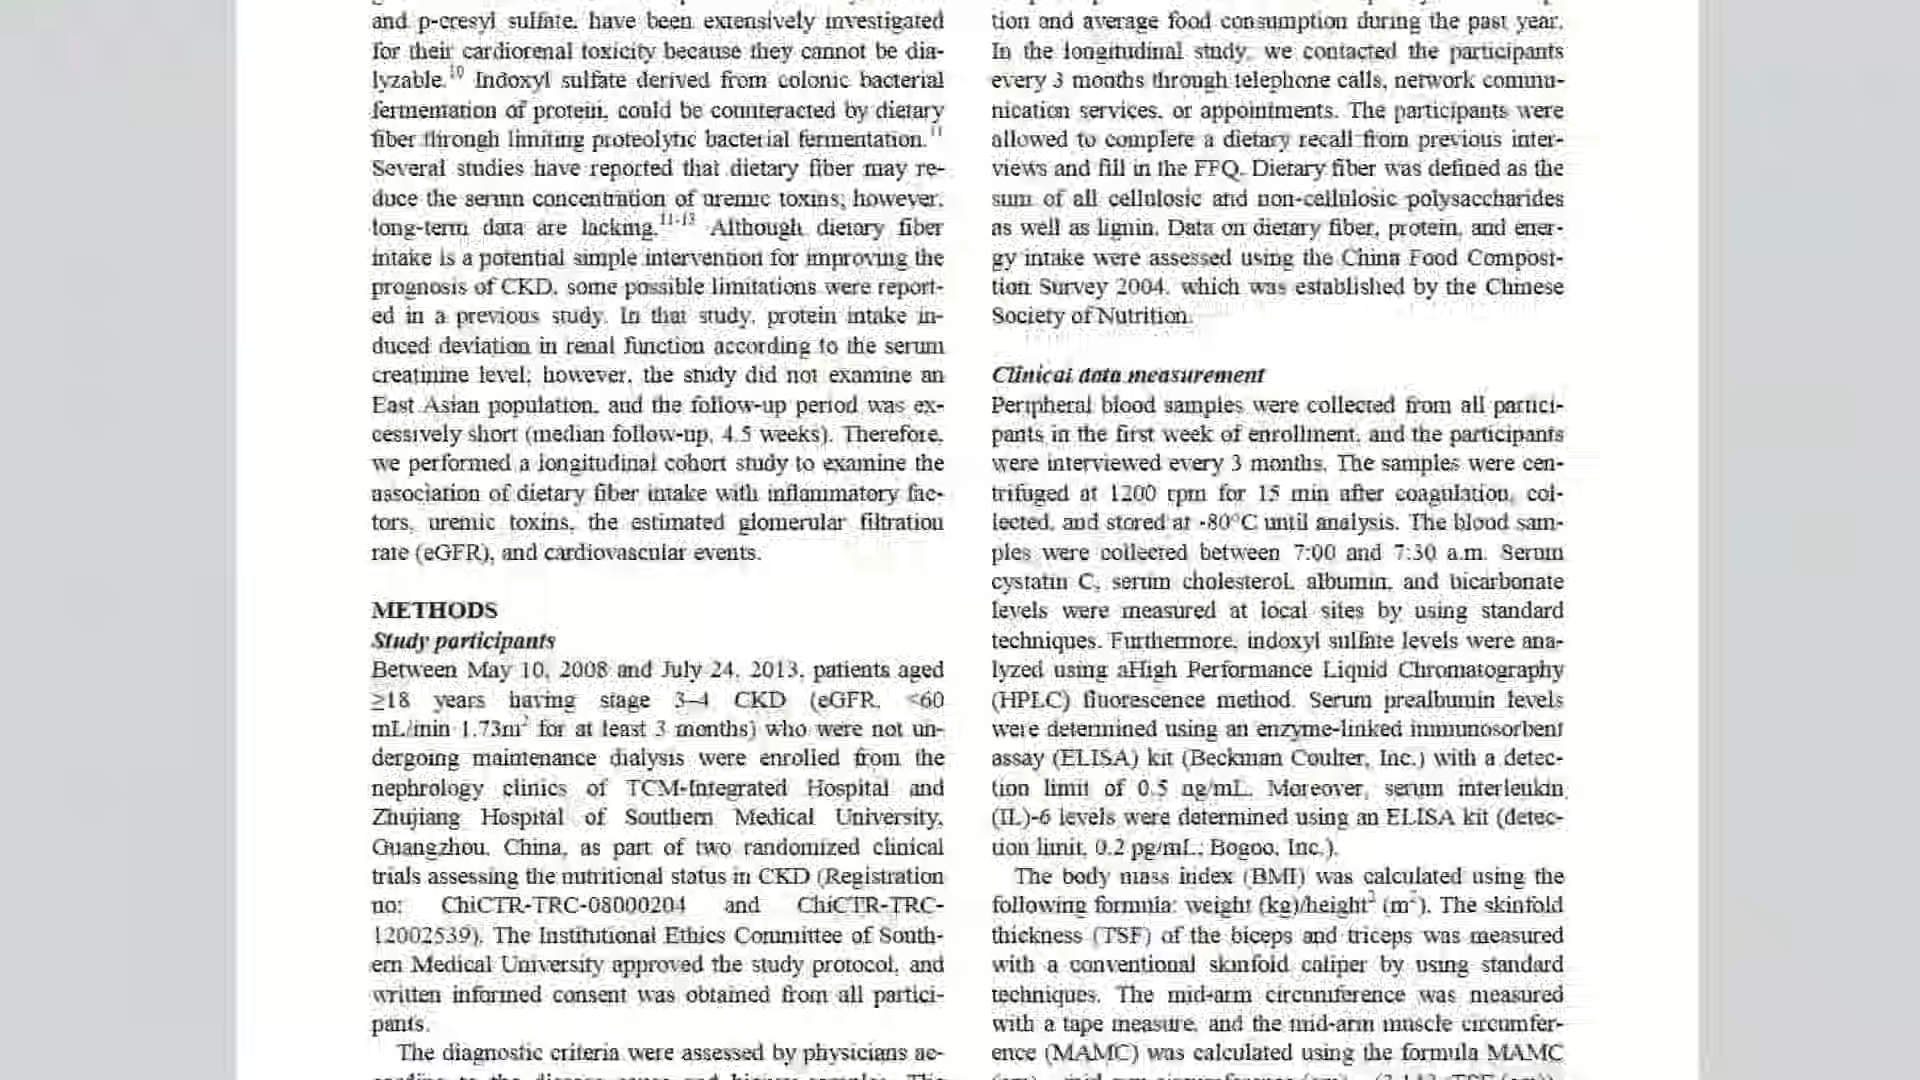 and p-cresyl sulfate, have been extensively investigated
for their cardiorenal toxicity because they cannot be dia-
lyzable.10 Indoxyl sulfate derived from colonic bacterial
fermentation of protein, could be counteracted by dietary
fiber through limiting proteolytic bacterial fermentation.11
Several studies have reported that dietary fiber may re-
duce the serum concentration of uremic toxins; however,
long-term data are lacking.11-13 Although dietary fiber
intake is a potential simple intervention for improving the
prognosis of CKD, some possible limitations were report-
ed in a previous study. In that study, protein intake in-
duced deviation in renal function according to the serum
creatinine level; however, the study did not examine an
East Asian population, and the follow-up period was ex-
cessively short (median follow-up, 4.5 weeks). Therefore,
we performed a longitudinal cohort study to examine the
association of dietary fiber intake with inflammatory fac-
tors, uremic toxins, the estimated glomerular filtration
rate (eGFR), and cardiovascular events.
METHODS
Study participants
Between May 10, 2008 and July 24, 2013, patients aged
≥18 years having stage 3–4 CKD (eGFR, <60
mL/min·1.73m2 for at least 3 months) who were not un-
dergoing maintenance dialysis were enrolled from the
nephrology clinics of TCM-Integrated Hospital and
Zhujiang Hospital of Southern Medical University,
Guangzhou, China, as part of two randomized clinical
trials assessing the nutritional status in CKD (Registration
no: ChiCTR-TRC-08000204 and ChiCTR-TRC-
12002539). The Institutional Ethics Committee of South-
ern Medical University approved the study protocol, and
written informed consent was obtained from all partici-
pants.
The diagnostic criteria were assessed by physicians ac-
tion and average food consumption during the past year.
In the longitudinal study, we contacted the participants
every 3 months through telephone calls, network commu-
nication services, or appointments. The participants were
allowed to complete a dietary recall from previous inter-
views and fill in the FFQ. Dietary fiber was defined as the
sum of all cellulosic and non-cellulosic polysaccharides
as well as lignin. Data on dietary fiber, protein, and ener-
gy intake were assessed using the China Food Composi-
tion Survey 2004, which was established by the Chinese
Society of Nutrition.
Clinical data measurement
Peripheral blood samples were collected from all partici-
pants in the first week of enrollment, and the participants
were interviewed every 3 months. The samples were cen-
trifuged at 1200 rpm for 15 min after coagulation, col-
lected, and stored at -80°C until analysis. The blood sam-
ples were collected between 7:00 and 7:30 a.m. Serum
cystatin C, serum cholesterol, albumin, and bicarbonate
levels were measured at local sites by using standard
techniques. Furthermore, indoxyl sulfate levels were ana-
lyzed using aHigh Performance Liquid Chromatography
(HPLC) fluorescence method. Serum prealbumin levels
were determined using an enzyme-linked immunosorbent
assay (ELISA) kit (Beckman Coulter, Inc.) with a detec-
tion limit of 0.5 ng/mL. Moreover, serum interleukin
(IL)-6 levels were determined using an ELISA kit (detec-
tion limit, 0.2 pg/mL; Bogoo, Inc.).
The body mass index (BMI) was calculated using the
following formula: weight (kg)/height2 (m2). The skinfold
thickness (TSF) of the biceps and triceps was measured
with a conventional skinfold caliper by using standard
techniques. The mid-arm circumference was measured
with a tape measure, and the mid-arm muscle circumfer-
ence (MAMC) was calculated using the formula MAMC